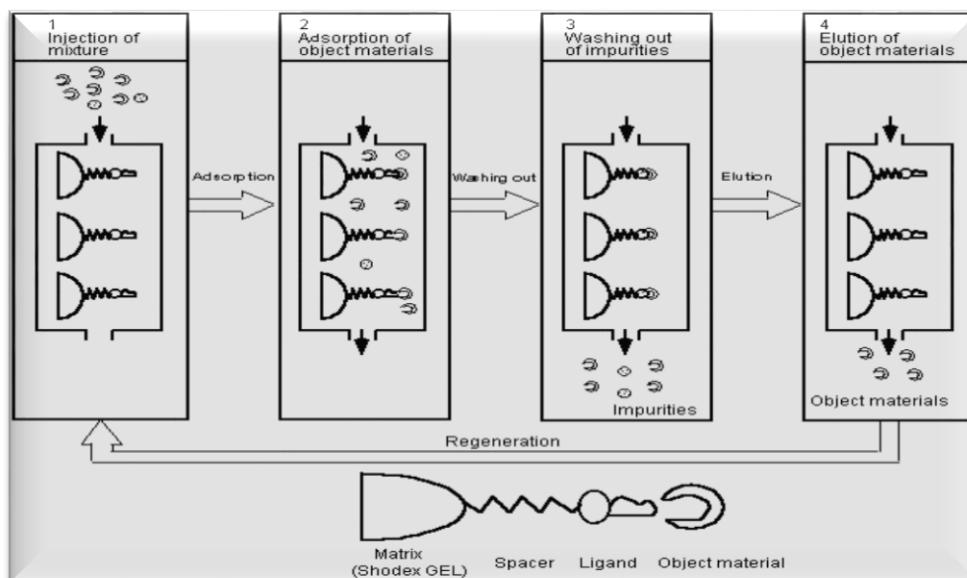 1
Injection of
mixture
2
Adsorption of
object materials
3
Washing out
of impurities
4
Elution of
object materials
Adsorption
Washing out
Elution
Impurities
Object materials
Regeneration
Matrix
(Shodex GEL)
Spacer
Ligand
Object material